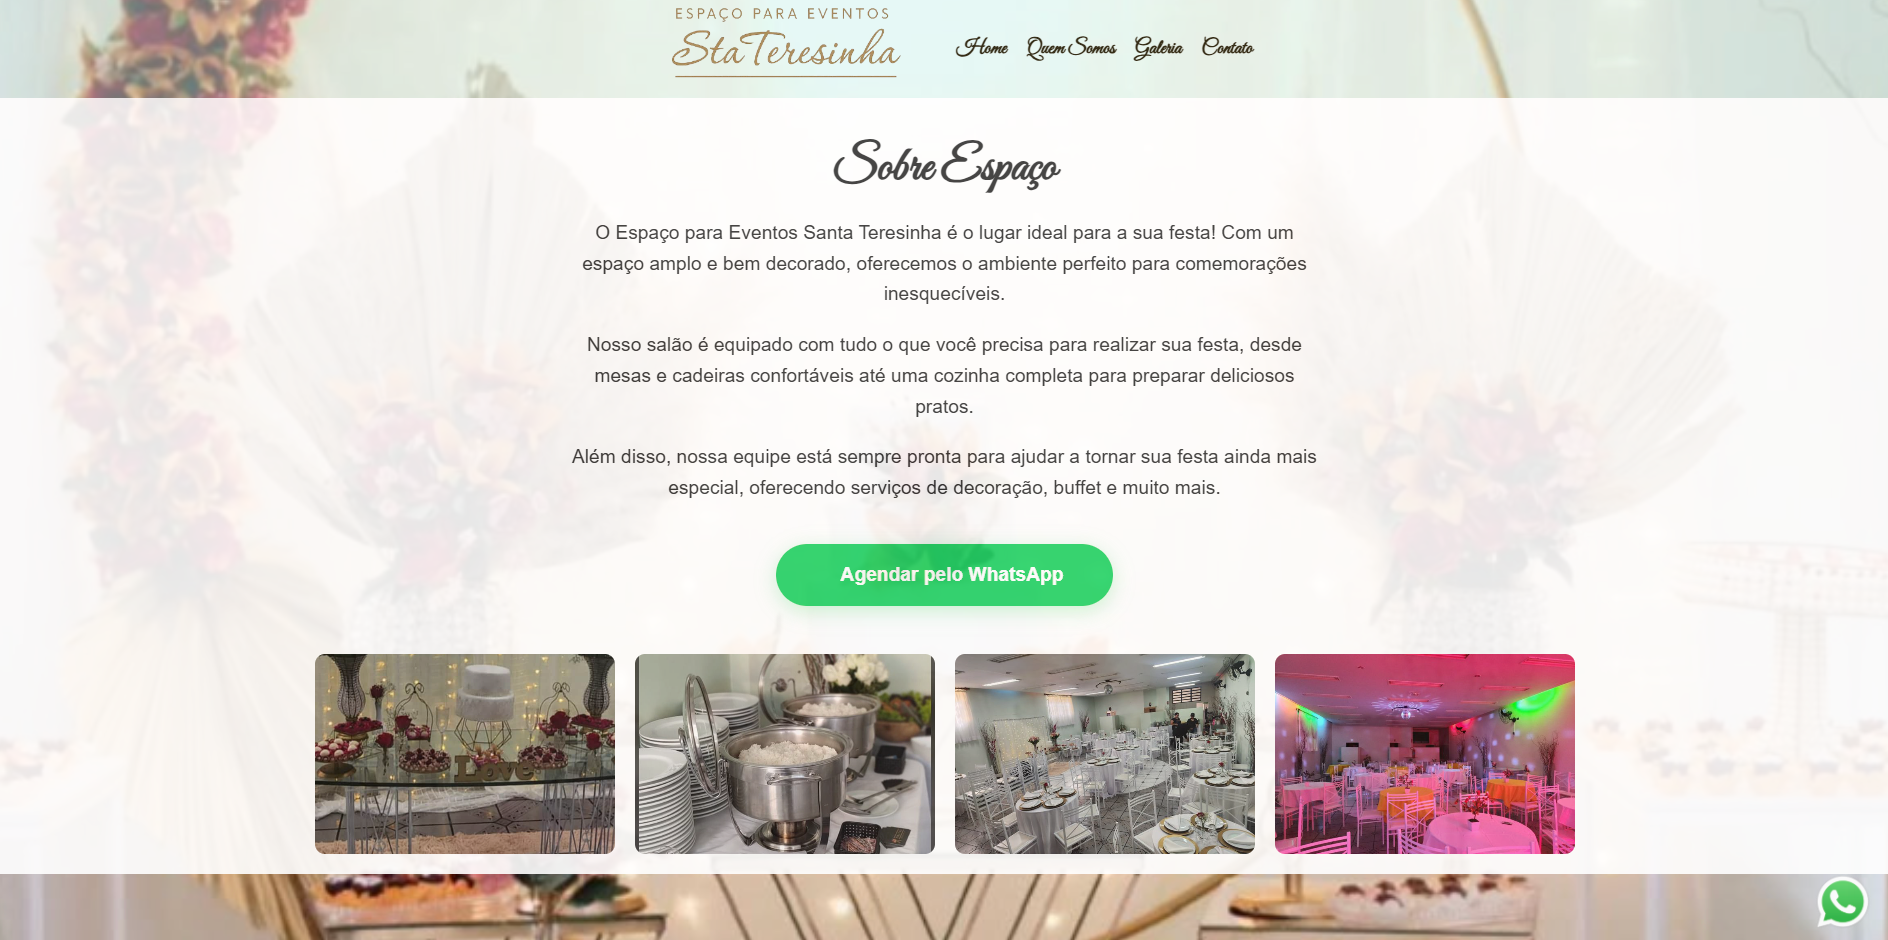 ESPAÇO PARA EVENTOS
Sta Teresinha
Home Quem Somos Galeria Contato
Sobre Espaço
O Espaço para Eventos Santa Teresinha é o lugar ideal para a sua festa! Com um
espaço amplo e bem decorado, oferecemos o ambiente perfeito para comemorações
inesquecíveis.
Nosso salão é equipado com tudo o que você precisa para realizar sua festa, desde
mesas e cadeiras confortáveis até uma cozinha completa para preparar deliciosos
pratos.
Além disso, nossa equipe está sempre pronta para ajudar a tornar sua festa ainda mais
especial, oferecendo serviços de decoração, buffet e muito mais.
Agendar pelo WhatsApp
Love